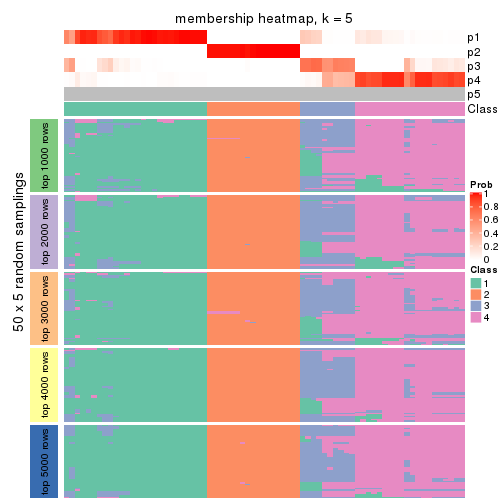 membership heatmap, k = 5
p1
p2
p3
p4
p5
Class
50 x 5 random samplings
top 1000 rows
top 2000 rows
top 3000 rows
top 4000 rows
top 5000 rows
Prob
1
0.8
0.6
0.4
0.2
0
Class
1
2
3
4